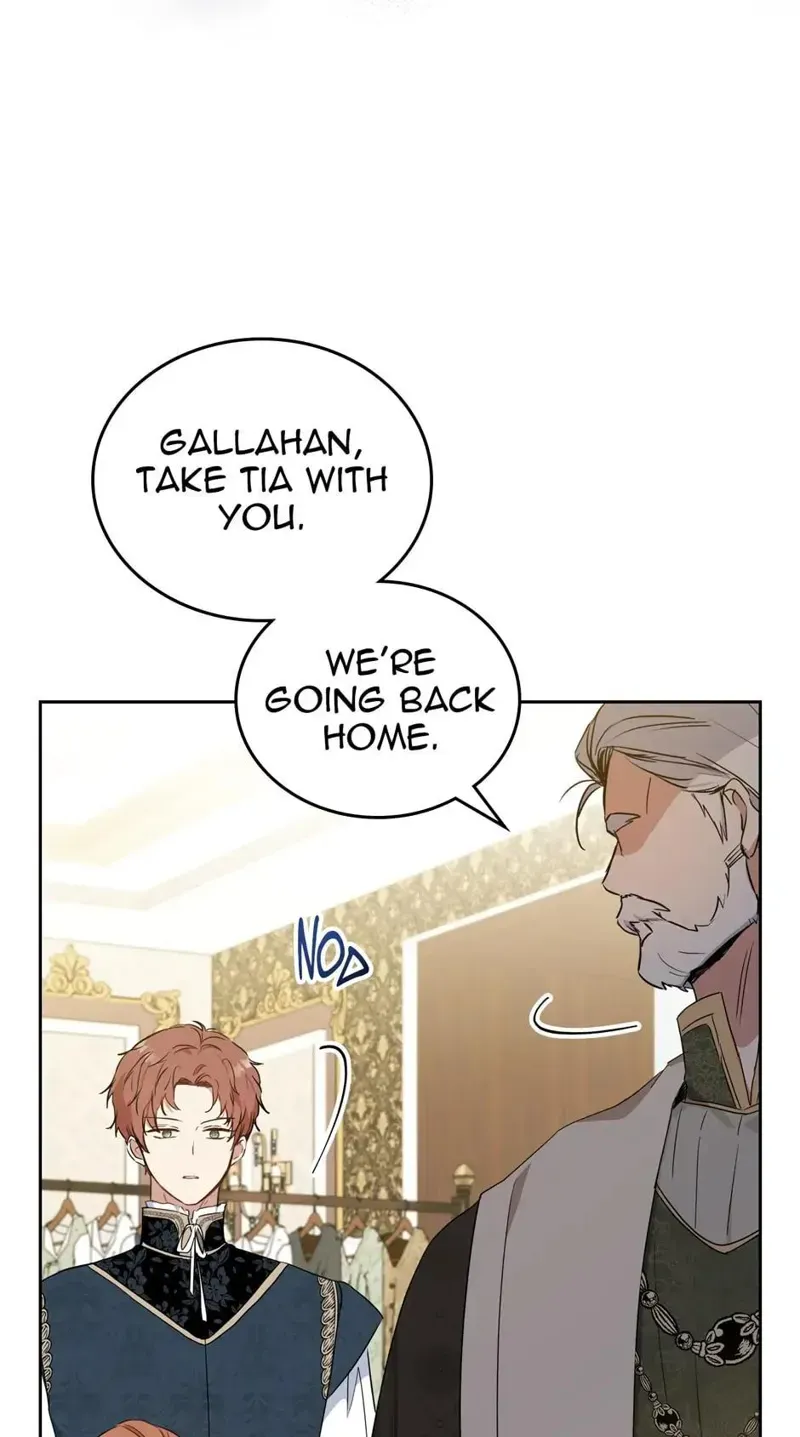 GALLAHAN,
TAKE TIA WITH
YOU.
WE'RE
GOING BACK
HOME.
NOD